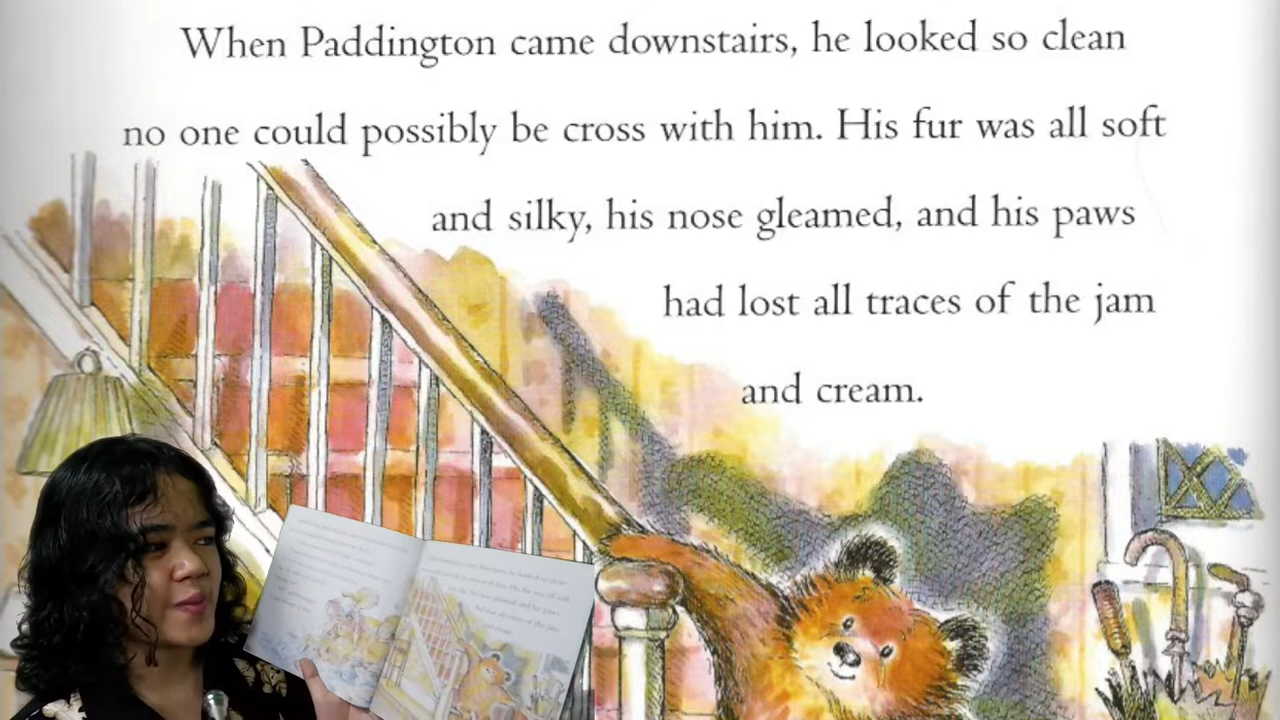 When Paddington came downstairs, he looked so clean
no one could possibly be cross with him. His fur was all soft
and silky, his nose gleamed, and his paws
had lost all traces of the jam
and cream.